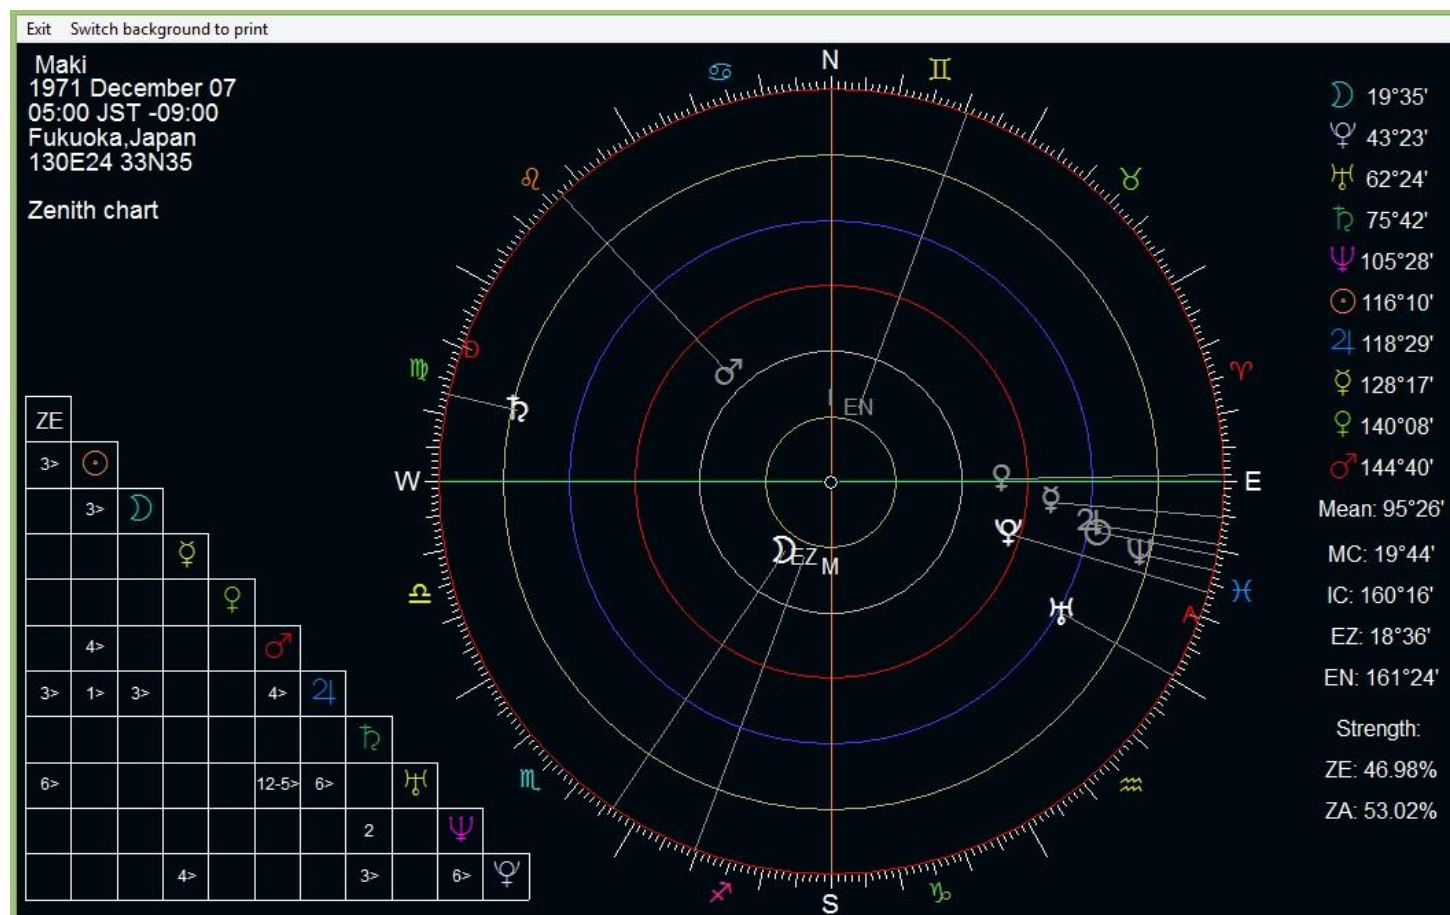 Exit Switch background to print
Maki
1971 December 07
05:00 JST -09:00
Fukuoka,Japan
130E24 33N35
Zenith chart
N
♋ ♊
♌ ♉
♍ D ♈
W E
♎ ♓
A
♏ ♒
♐ ♑
S
♂
I EN
♄
♀
☿
♃
☉
♆
♇
♅
☽ EZ M
ZE
3> ☉
3> ☽
☿
♀
4> ♂
3> 1> 3> 4> ♃
♄
6> 12-5> 6> ♅
2 ♆
4> 3> 6> ♇
☽ 19°35'
♇ 43°23'
♅ 62°24'
♄ 75°42'
♆ 105°28'
☉ 116°10'
♃ 118°29'
☿ 128°17'
♀ 140°08'
♂ 144°40'
Mean: 95°26'
MC: 19°44'
IC: 160°16'
EZ: 18°36'
EN: 161°24'
Strength:
ZE: 46.98%
ZA: 53.02%